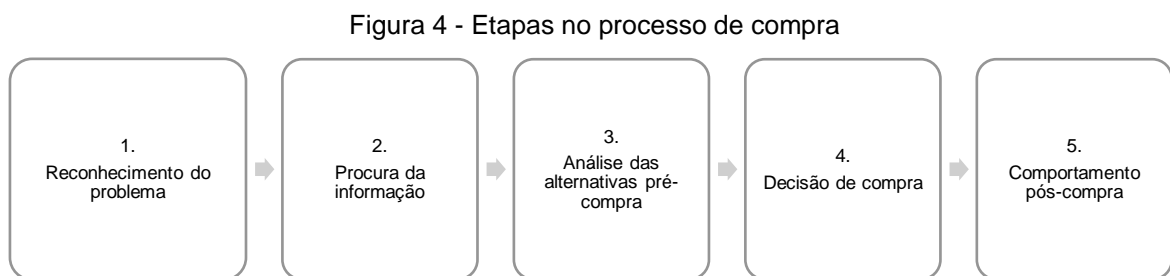 Figura 4 - Etapas no processo de compra
1.
Reconhecimento do
problema
2.
Procura da
informação
3.
Análise das
alternativas pré-
compra
4.
Decisão de compra
5.
Comportamento
pós-compra